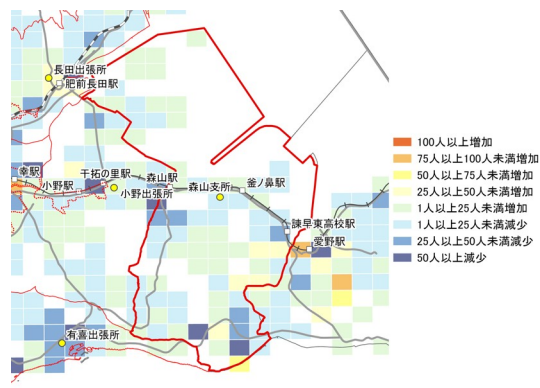 長田出張所
肥前長田駅
幸駅
小野駅
干拓の里駅
小野出張所
森山駅
森山支所
釜ノ鼻駅
諫早東高校駅
愛野駅
有喜出張所
100人以上増加
75人以上100人未満増加
50人以上75人未満増加
25人以上50人未満増加
1人以上25人未満増加
1人以上25人未満減少
25人以上50人未満減少
50人以上減少